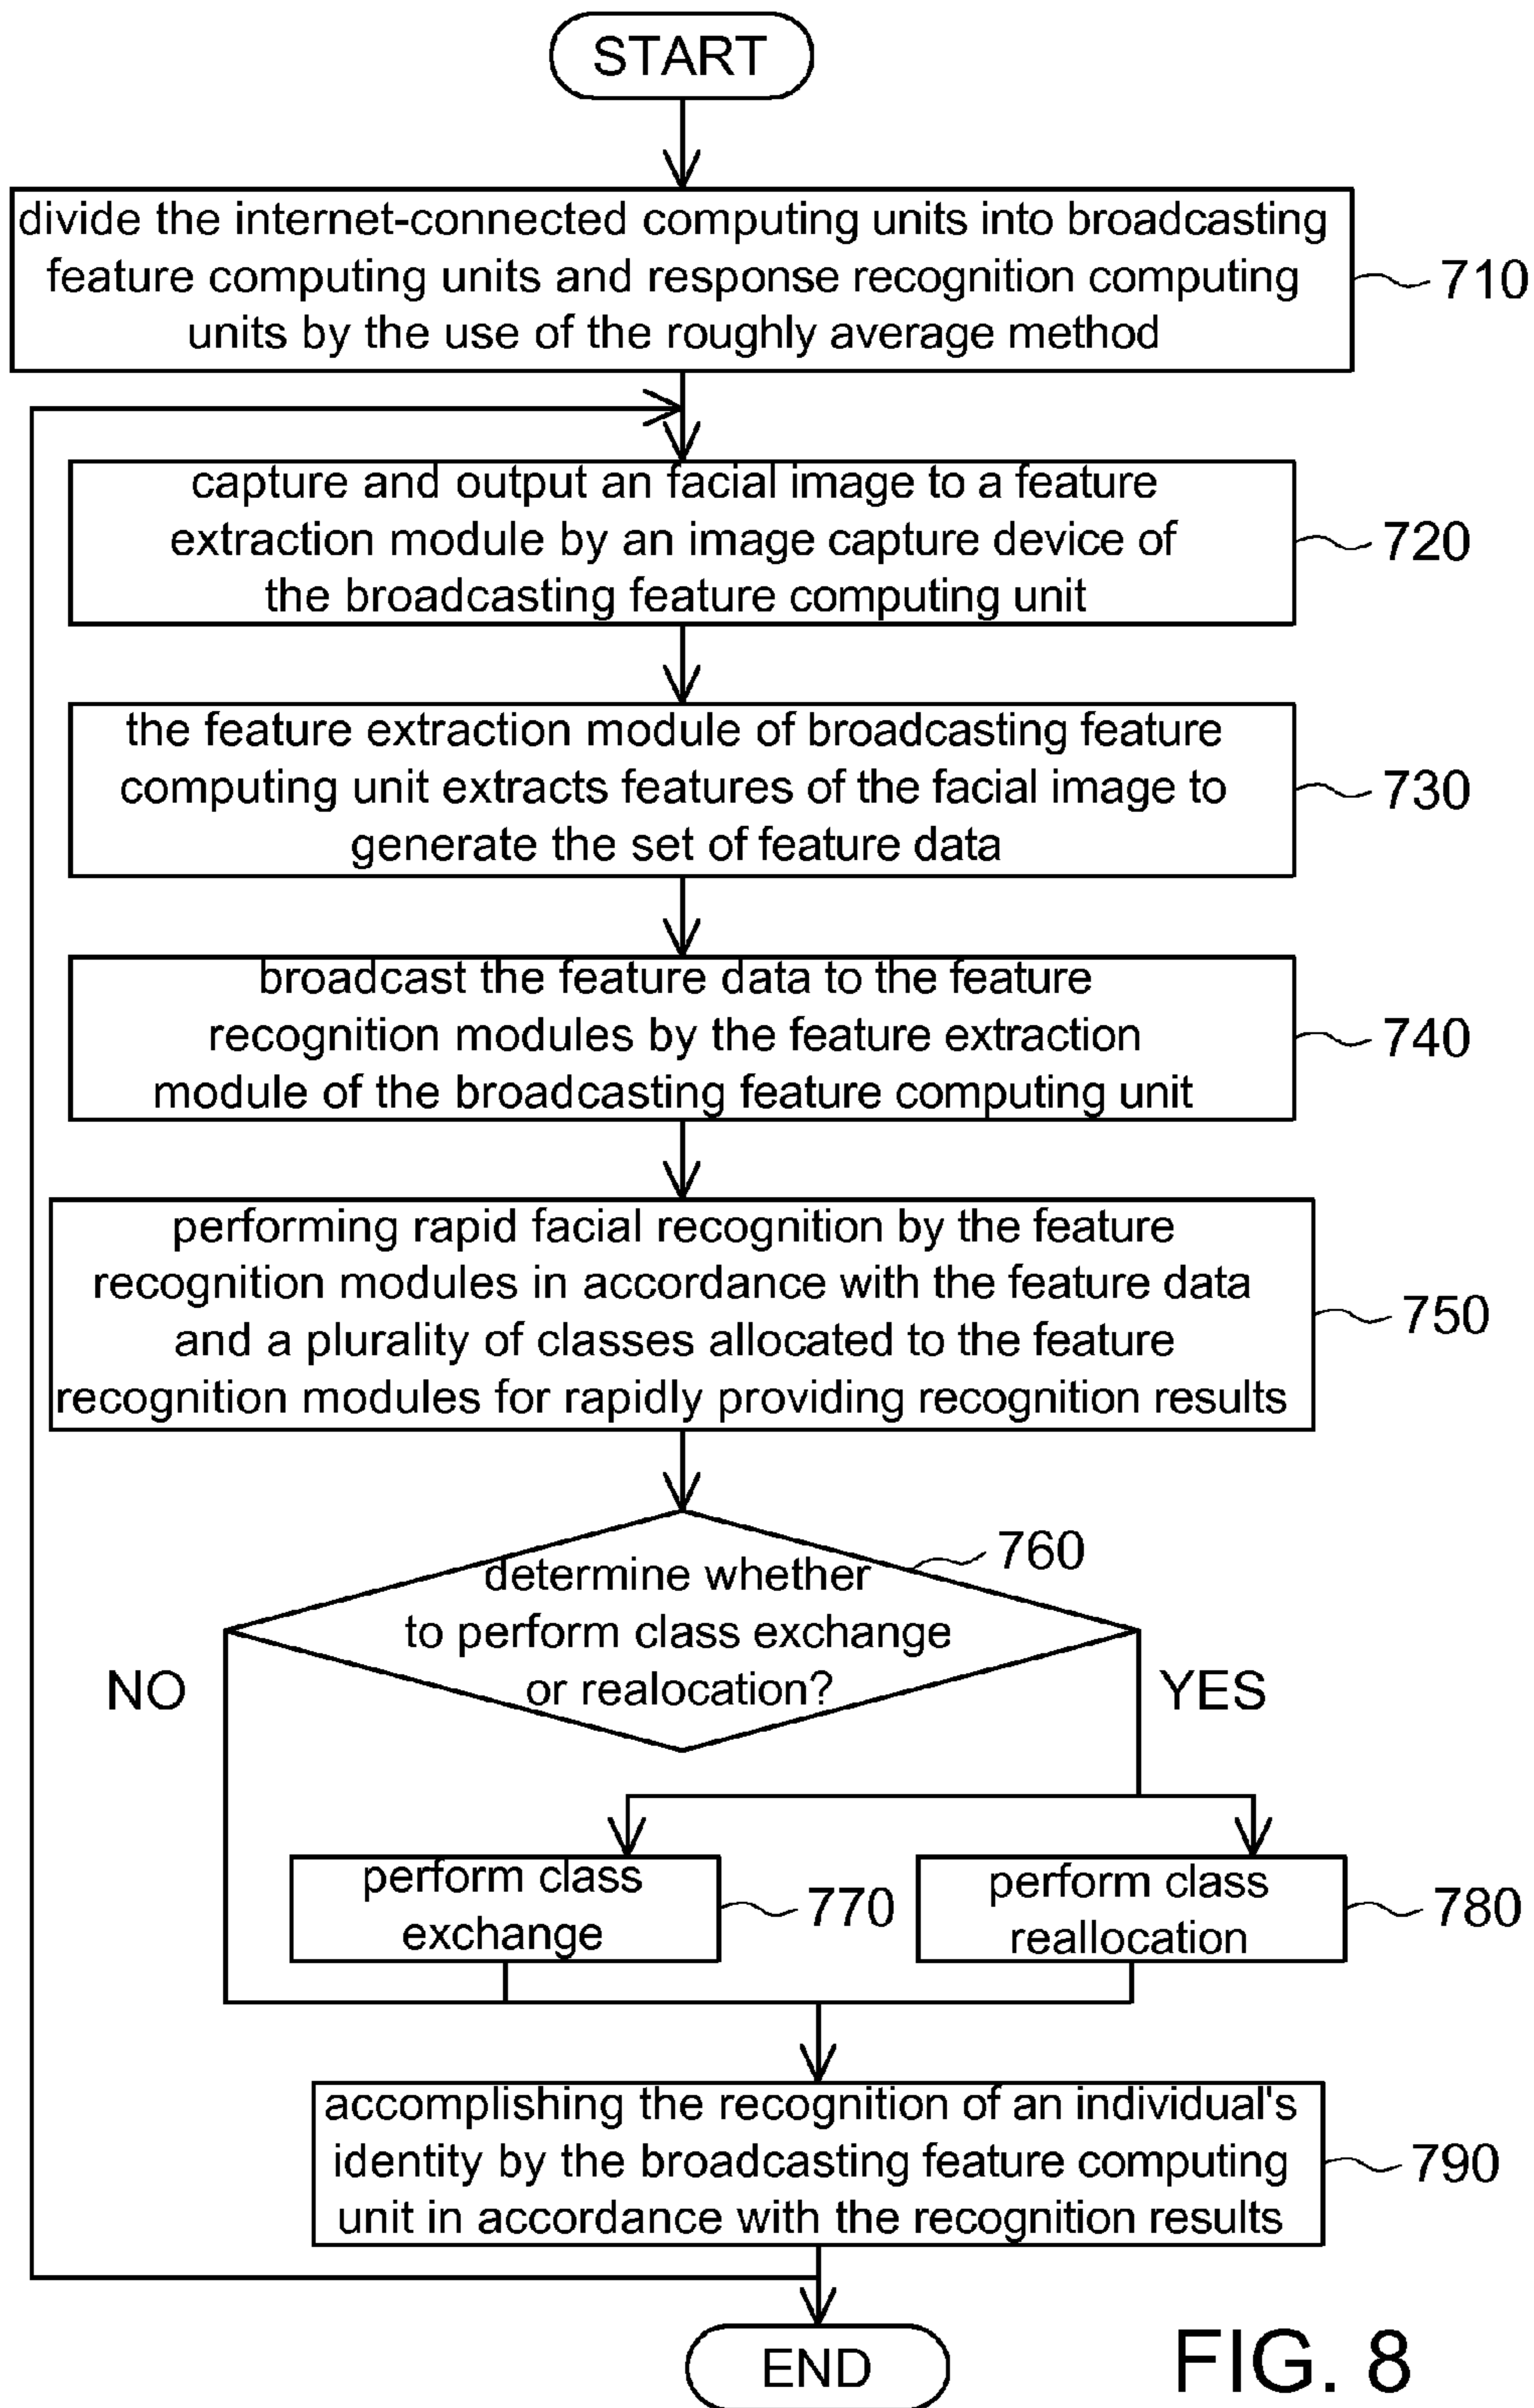 START
divide the internet-connected computing units into broadcasting
feature computing units and response recognition computing
units by the use of the roughly average method
710
capture and output an facial image to a feature
extraction module by an image capture device of
the broadcasting feature computing unit
720
the feature extraction module of broadcasting feature
computing unit extracts features of the facial image to
generate the set of feature data
730
broadcast the feature data to the feature
recognition modules by the feature extraction
module of the broadcasting feature computing unit
740
performing rapid facial recognition by the feature
recognition modules in accordance with the feature data
and a plurality of classes allocated to the feature
recognition modules for rapidly providing recognition results
750
determine whether
to perform class exchange
or realocation?
760
NO
YES
perform class
exchange
770
perform class
reallocation
780
accomplishing the recognition of an individual's
identity by the broadcasting feature computing
unit in accordance with the recognition results
790
END
FIG. 8